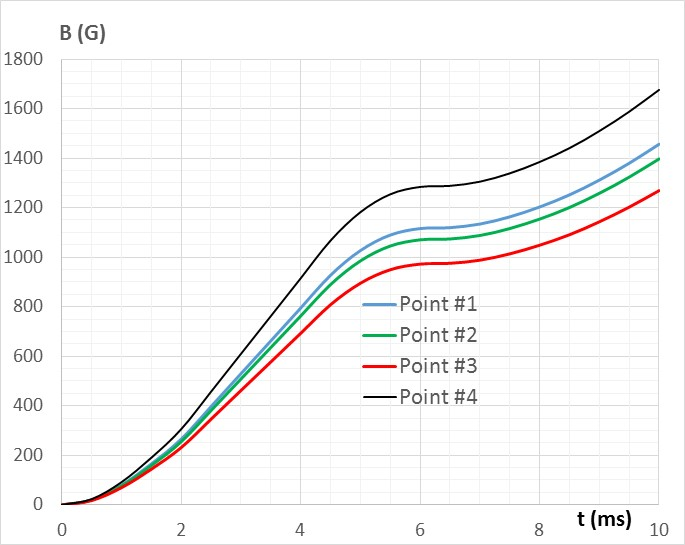 B (G)
1800
1600
1400
1200
1000
800
600
400
200
0
Point #1
Point #2
Point #3
Point #4
t (ms)
0 2 4 6 8 10